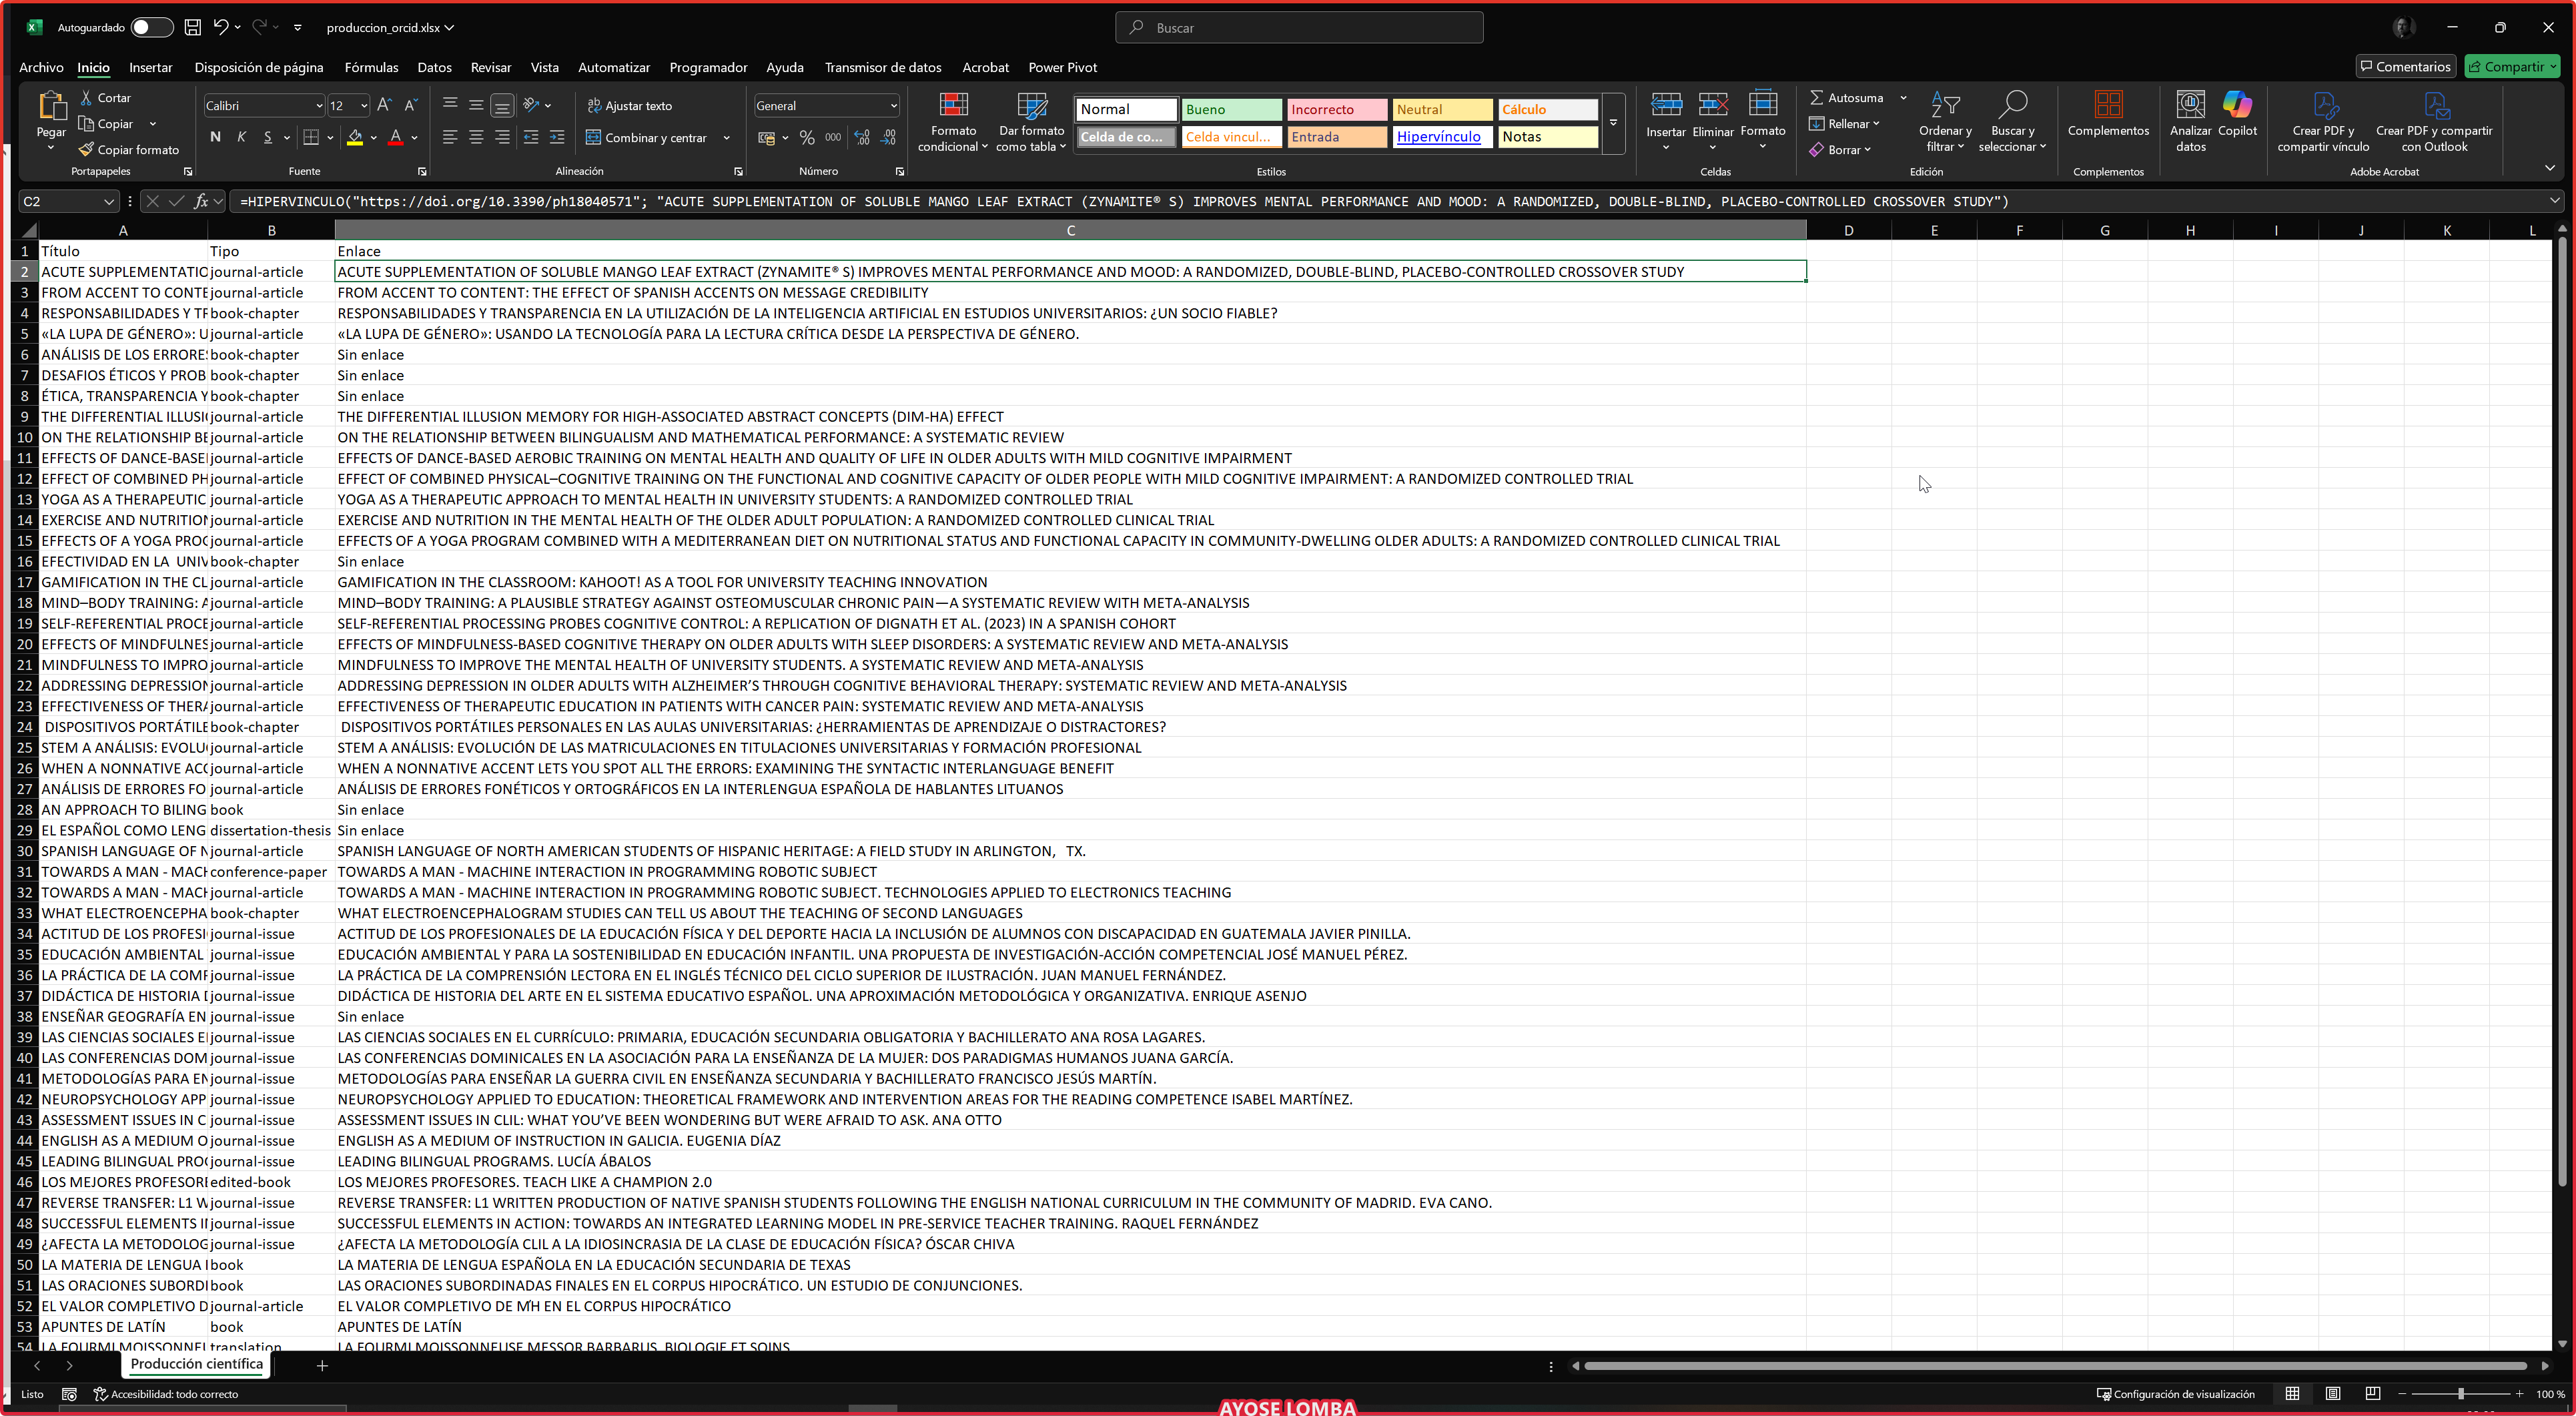 Autoguardado
produccion_orcid.xlsx
Buscar
Archivo Inicio Insertar Disposición de página Fórmulas Datos Revisar Vista Automatizar Programador Ayuda Transmisor de datos Acrobat Power Pivot Comentarios Compartir
Pegar
Cortar
Copiar
Copiar formato
Portapapeles
Calibri 12
N K S
Fuente
Ajustar texto
Combinar y centrar
Alineación
General
% 000
Número
Formato condicional
Dar formato como tabla
Normal Bueno Incorrecto Neutral Cálculo
Celda de co... Celda vincul... Entrada Hipervínculo Notas
Estilos
Insertar Eliminar Formato
Celdas
Autosuma
Rellenar
Borrar
Ordenar y filtrar
Buscar y seleccionar
Edición
Complementos
Complementos
Analizar datos
Copilot
Crear PDF y compartir vínculo
Crear PDF y compartir con Outlook
Adobe Acrobat
C2 fx =HIPERVINCULO("https://doi.org/10.3390/ph18040571"; "ACUTE SUPPLEMENTATION OF SOLUBLE MANGO LEAF EXTRACT (ZYNAMITE® S) IMPROVES MENTAL PERFORMANCE AND MOOD: A RANDOMIZED, DOUBLE-BLIND, PLACEBO-CONTROLLED CROSSOVER STUDY")
A B C D E F G H I J K L
1 Título Tipo Enlace
2 ACUTE SUPPLEMENTATIO journal-article ACUTE SUPPLEMENTATION OF SOLUBLE MANGO LEAF EXTRACT (ZYNAMITE® S) IMPROVES MENTAL PERFORMANCE AND MOOD: A RANDOMIZED, DOUBLE-BLIND, PLACEBO-CONTROLLED CROSSOVER STUDY
3 FROM ACCENT TO CONTE journal-article FROM ACCENT TO CONTENT: THE EFFECT OF SPANISH ACCENTS ON MESSAGE CREDIBILITY
4 RESPONSABILIDADES Y TF book-chapter RESPONSABILIDADES Y TRANSPARENCIA EN LA UTILIZACIÓN DE LA INTELIGENCIA ARTIFICIAL EN ESTUDIOS UNIVERSITARIOS: ¿UN SOCIO FIABLE?
5 «LA LUPA DE GÉNERO»: U journal-article «LA LUPA DE GÉNERO»: USANDO LA TECNOLOGÍA PARA LA LECTURA CRÍTICA DESDE LA PERSPECTIVA DE GÉNERO.
6 ANÁLISIS DE LOS ERRORE book-chapter Sin enlace
7 DESAFIOS ÉTICOS Y PROB book-chapter Sin enlace
8 ÉTICA, TRANSPARENCIA Y book-chapter Sin enlace
9 THE DIFFERENTIAL ILLUSI journal-article THE DIFFERENTIAL ILLUSION MEMORY FOR HIGH-ASSOCIATED ABSTRACT CONCEPTS (DIM-HA) EFFECT
10 ON THE RELATIONSHIP BE journal-article ON THE RELATIONSHIP BETWEEN BILINGUALISM AND MATHEMATICAL PERFORMANCE: A SYSTEMATIC REVIEW
11 EFFECTS OF DANCE-BASE journal-article EFFECTS OF DANCE-BASED AEROBIC TRAINING ON MENTAL HEALTH AND QUALITY OF LIFE IN OLDER ADULTS WITH MILD COGNITIVE IMPAIRMENT
12 EFFECT OF COMBINED PH journal-article EFFECT OF COMBINED PHYSICAL–COGNITIVE TRAINING ON THE FUNCTIONAL AND COGNITIVE CAPACITY OF OLDER PEOPLE WITH MILD COGNITIVE IMPAIRMENT: A RANDOMIZED CONTROLLED TRIAL
13 YOGA AS A THERAPEUTIC journal-article YOGA AS A THERAPEUTIC APPROACH TO MENTAL HEALTH IN UNIVERSITY STUDENTS: A RANDOMIZED CONTROLLED TRIAL
14 EXERCISE AND NUTRITION journal-article EXERCISE AND NUTRITION IN THE MENTAL HEALTH OF THE OLDER ADULT POPULATION: A RANDOMIZED CONTROLLED CLINICAL TRIAL
15 EFFECTS OF A YOGA PROG journal-article EFFECTS OF A YOGA PROGRAM COMBINED WITH A MEDITERRANEAN DIET ON NUTRITIONAL STATUS AND FUNCTIONAL CAPACITY IN COMMUNITY-DWELLING OLDER ADULTS: A RANDOMIZED CONTROLLED CLINICAL TRIAL
16 EFECTIVIDAD EN LA UNIV book-chapter Sin enlace
17 GAMIFICATION IN THE CL journal-article GAMIFICATION IN THE CLASSROOM: KAHOOT! AS A TOOL FOR UNIVERSITY TEACHING INNOVATION
18 MIND–BODY TRAINING: A journal-article MIND–BODY TRAINING: A PLAUSIBLE STRATEGY AGAINST OSTEOMUSCULAR CHRONIC PAIN—A SYSTEMATIC REVIEW WITH META-ANALYSIS
19 SELF-REFERENTIAL PROCE journal-article SELF-REFERENTIAL PROCESSING PROBES COGNITIVE CONTROL: A REPLICATION OF DIGNATH ET AL. (2023) IN A SPANISH COHORT
20 EFFECTS OF MINDFULNES journal-article EFFECTS OF MINDFULNESS-BASED COGNITIVE THERAPY ON OLDER ADULTS WITH SLEEP DISORDERS: A SYSTEMATIC REVIEW AND META-ANALYSIS
21 MINDFULNESS TO IMPRO journal-article MINDFULNESS TO IMPROVE THE MENTAL HEALTH OF UNIVERSITY STUDENTS. A SYSTEMATIC REVIEW AND META-ANALYSIS
22 ADDRESSING DEPRESSION journal-article ADDRESSING DEPRESSION IN OLDER ADULTS WITH ALZHEIMER’S THROUGH COGNITIVE BEHAVIORAL THERAPY: SYSTEMATIC REVIEW AND META-ANALYSIS
23 EFFECTIVENESS OF THERA journal-article EFFECTIVENESS OF THERAPEUTIC EDUCATION IN PATIENTS WITH CANCER PAIN: SYSTEMATIC REVIEW AND META-ANALYSIS
24 DISPOSITIVOS PORTÁTILE book-chapter DISPOSITIVOS PORTÁTILES PERSONALES EN LAS AULAS UNIVERSITARIAS: ¿HERRAMIENTAS DE APRENDIZAJE O DISTRACTORES?
25 STEM A ANÁLISIS: EVOLU journal-article STEM A ANÁLISIS: EVOLUCIÓN DE LAS MATRICULACIONES EN TITULACIONES UNIVERSITARIAS Y FORMACIÓN PROFESIONAL
26 WHEN A NONNATIVE ACC journal-article WHEN A NONNATIVE ACCENT LETS YOU SPOT ALL THE ERRORS: EXAMINING THE SYNTACTIC INTERLANGUAGE BENEFIT
27 ANÁLISIS DE ERRORES FO journal-article ANÁLISIS DE ERRORES FONÉTICOS Y ORTOGRÁFICOS EN LA INTERLENGUA ESPAÑOLA DE HABLANTES LITUANOS
28 AN APPROACH TO BILING book Sin enlace
29 EL ESPAÑOL COMO LENG dissertation-thesis Sin enlace
30 SPANISH LANGUAGE OF N journal-article SPANISH LANGUAGE OF NORTH AMERICAN STUDENTS OF HISPANIC HERITAGE: A FIELD STUDY IN ARLINGTON, TX.
31 TOWARDS A MAN - MACH conference-paper TOWARDS A MAN - MACHINE INTERACTION IN PROGRAMMING ROBOTIC SUBJECT
32 TOWARDS A MAN - MACH journal-article TOWARDS A MAN - MACHINE INTERACTION IN PROGRAMMING ROBOTIC SUBJECT. TECHNOLOGIES APPLIED TO ELECTRONICS TEACHING
33 WHAT ELECTROENCEPHA book-chapter WHAT ELECTROENCEPHALOGRAM STUDIES CAN TELL US ABOUT THE TEACHING OF SECOND LANGUAGES
34 ACTITUD DE LOS PROFESI journal-issue ACTITUD DE LOS PROFESIONALES DE LA EDUCACIÓN FÍSICA Y DEL DEPORTE HACIA LA INCLUSIÓN DE ALUMNOS CON DISCAPACIDAD EN GUATEMALA JAVIER PINILLA.
35 EDUCACIÓN AMBIENTAL journal-issue EDUCACIÓN AMBIENTAL Y PARA LA SOSTENIBILIDAD EN EDUCACIÓN INFANTIL. UNA PROPUESTA DE INVESTIGACIÓN-ACCIÓN COMPETENCIAL JOSÉ MANUEL PÉREZ.
36 LA PRÁCTICA DE LA COMF journal-issue LA PRÁCTICA DE LA COMPRENSIÓN LECTORA EN EL INGLÉS TÉCNICO DEL CICLO SUPERIOR DE ILUSTRACIÓN. JUAN MANUEL FERNÁNDEZ.
37 DIDÁCTICA DE HISTORIA D journal-issue DIDÁCTICA DE HISTORIA DEL ARTE EN EL SISTEMA EDUCATIVO ESPAÑOL. UNA APROXIMACIÓN METODOLÓGICA Y ORGANIZATIVA. ENRIQUE ASENJO
38 ENSEÑAR GEOGRAFÍA EN journal-issue Sin enlace
39 LAS CIENCIAS SOCIALES E journal-issue LAS CIENCIAS SOCIALES EN EL CURRÍCULO: PRIMARIA, EDUCACIÓN SECUNDARIA OBLIGATORIA Y BACHILLERATO ANA ROSA LAGARES.
40 LAS CONFERENCIAS DOM journal-issue LAS CONFERENCIAS DOMINICALES EN LA ASOCIACIÓN PARA LA ENSEÑANZA DE LA MUJER: DOS PARADIGMAS HUMANOS JUANA GARCÍA.
41 METODOLOGÍAS PARA EN journal-issue METODOLOGÍAS PARA ENSEÑAR LA GUERRA CIVIL EN ENSEÑANZA SECUNDARIA Y BACHILLERATO FRANCISCO JESÚS MARTÍN.
42 NEUROPSYCHOLOGY APP journal-issue NEUROPSYCHOLOGY APPLIED TO EDUCATION: THEORETICAL FRAMEWORK AND INTERVENTION AREAS FOR THE READING COMPETENCE ISABEL MARTÍNEZ.
43 ASSESSMENT ISSUES IN C journal-issue ASSESSMENT ISSUES IN CLIL: WHAT YOU’VE BEEN WONDERING BUT WERE AFRAID TO ASK. ANA OTTO
44 ENGLISH AS A MEDIUM O journal-issue ENGLISH AS A MEDIUM OF INSTRUCTION IN GALICIA. EUGENIA DÍAZ
45 LEADING BILINGUAL PROG journal-issue LEADING BILINGUAL PROGRAMS. LUCÍA ÁBALOS
46 LOS MEJORES PROFESORE edited-book LOS MEJORES PROFESORES. TEACH LIKE A CHAMPION 2.0
47 REVERSE TRANSFER: L1 W journal-issue REVERSE TRANSFER: L1 WRITTEN PRODUCTION OF NATIVE SPANISH STUDENTS FOLLOWING THE ENGLISH NATIONAL CURRICULUM IN THE COMMUNITY OF MADRID. EVA CANO.
48 SUCCESSFUL ELEMENTS II journal-issue SUCCESSFUL ELEMENTS IN ACTION: TOWARDS AN INTEGRATED LEARNING MODEL IN PRE-SERVICE TEACHER TRAINING. RAQUEL FERNÁNDEZ
49 ¿AFECTA LA METODOLOG journal-issue ¿AFECTA LA METODOLOGÍA CLIL A LA IDIOSINCRASIA DE LA CLASE DE EDUCACIÓN FÍSICA? ÓSCAR CHIVA
50 LA MATERIA DE LENGUA I book LA MATERIA DE LENGUA ESPAÑOLA EN LA EDUCACIÓN SECUNDARIA DE TEXAS
51 LAS ORACIONES SUBORDI book LAS ORACIONES SUBORDINADAS FINALES EN EL CORPUS HIPOCRÁTICO. UN ESTUDIO DE CONJUNCIONES.
52 EL VALOR COMPLETIVO D journal-article EL VALOR COMPLETIVO DE ΜΉ EN EL CORPUS HIPOCRÁTICO
53 APUNTES DE LATÍN book APUNTES DE LATÍN
54 LA FOURMI MOISSONNEU translation LA FOURMI MOISSONNEUSE MESSOR BARBARUS. BIOLOGIE ET SOINS
Producción científica
Listo Accesibilidad: todo correcto Configuración de visualización 100 %
AYOSE LOMBA